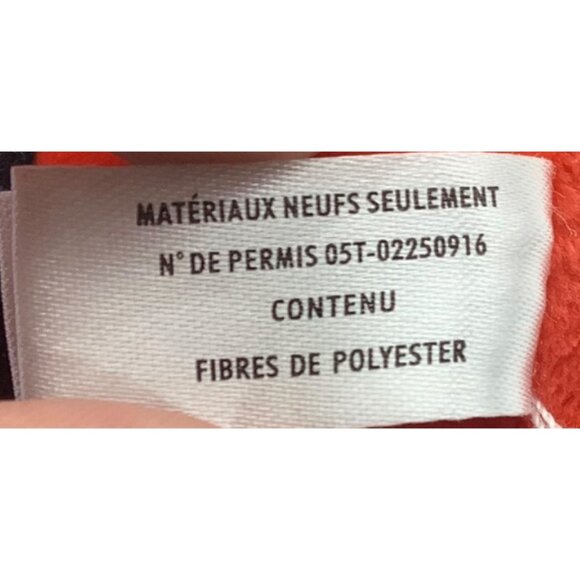 MATÉRIAUX NEUFS SEULEMENT
N° DE PERMIS 05T-02250916
CONTENU
FIBRES DE POLYESTER